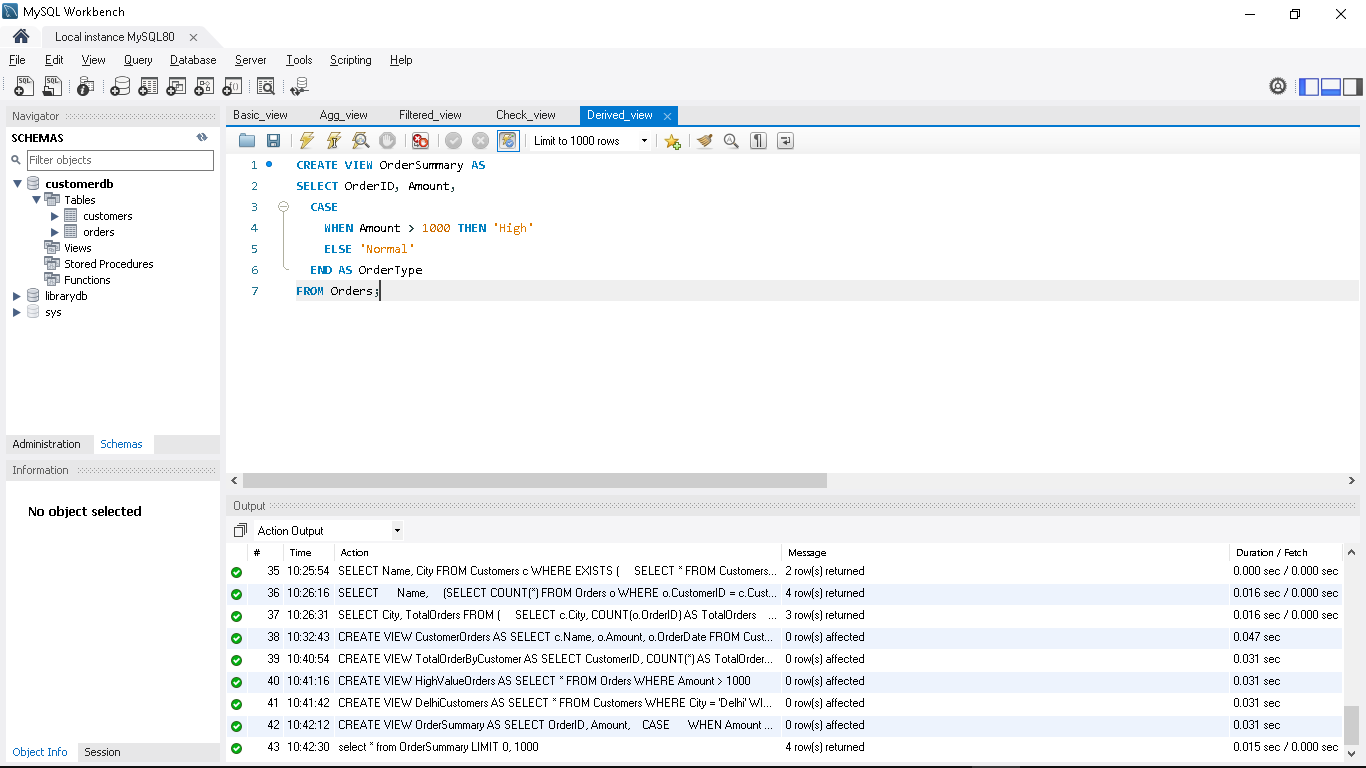 MySQL Workbench
Local instance MySQL80
File Edit View Query Database Server Tools Scripting Help
Navigator
SCHEMAS
Filter objects
customerdb
Tables
customers
orders
Views
Stored Procedures
Functions
librarydb
sys
Administration Schemas
Information
No object selected
Object Info Session
Basic_view Agg_view Filtered_view Check_view Derived_view
Limit to 1000 rows
1 CREATE VIEW OrderSummary AS
2 SELECT OrderID, Amount,
3 CASE
4 WHEN Amount > 1000 THEN 'High'
5 ELSE 'Normal'
6 END AS OrderType
7 FROM Orders;
Output
Action Output
# Time Action Message Duration / Fetch
35 10:25:54 SELECT Name, City FROM Customers c WHERE EXISTS ( SELECT * FROM Customers... 2 row(s) returned 0.000 sec / 0.000 sec
36 10:26:16 SELECT Name, (SELECT COUNT(*) FROM Orders o WHERE o.CustomerID = c.Cust... 4 row(s) returned 0.016 sec / 0.000 sec
37 10:26:31 SELECT City, TotalOrders FROM ( SELECT c.City, COUNT(o.OrderID) AS TotalOrders ... 3 row(s) returned 0.016 sec / 0.000 sec
38 10:32:43 CREATE VIEW CustomerOrders AS SELECT c.Name, o.Amount, o.OrderDate FROM Cust... 0 row(s) affected 0.047 sec
39 10:40:54 CREATE VIEW TotalOrderByCustomer AS SELECT CustomerID, COUNT(*) AS TotalOrder... 0 row(s) affected 0.031 sec
40 10:41:16 CREATE VIEW HighValueOrders AS SELECT * FROM Orders WHERE Amount > 1000 0 row(s) affected 0.031 sec
41 10:41:42 CREATE VIEW DelhiCustomers AS SELECT * FROM Customers WHERE City = 'Delhi' WI... 0 row(s) affected 0.031 sec
42 10:42:12 CREATE VIEW OrderSummary AS SELECT OrderID, Amount, CASE WHEN Amount ... 0 row(s) affected 0.031 sec
43 10:42:30 select * from OrderSummary LIMIT 0, 1000 4 row(s) returned 0.015 sec / 0.000 sec